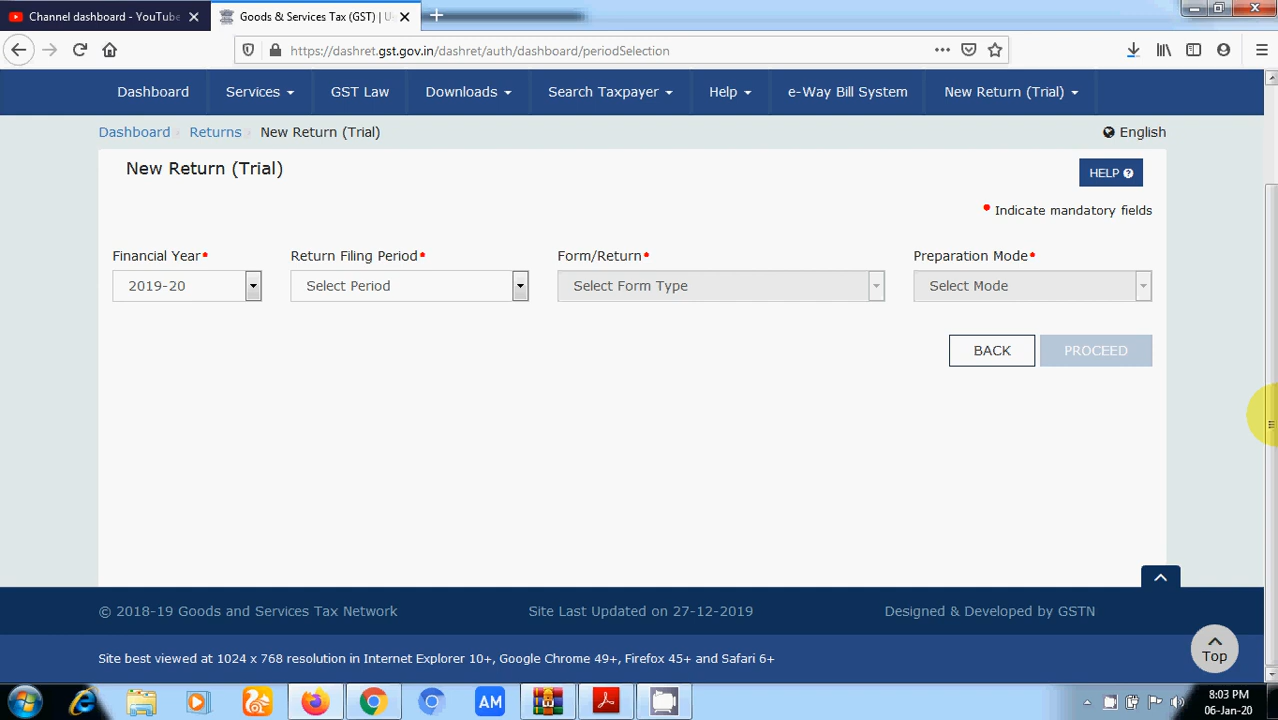 Channel dashboard - YouTube
Goods & Services Tax (GST) | U
https://dashret.gst.gov.in/dashret/auth/dashboard/periodSelection
Dashboard Services GST Law Downloads Search Taxpayer Help e-Way Bill System New Return (Trial)
Dashboard / Returns / New Return (Trial) English
New Return (Trial)
HELP ?
• Indicate mandatory fields
Financial Year• Return Filing Period• Form/Return• Preparation Mode•
2019-20 Select Period Select Form Type Select Mode
BACK PROCEED
© 2018-19 Goods and Services Tax Network Site Last Updated on 27-12-2019 Designed & Developed by GSTN
Site best viewed at 1024 x 768 resolution in Internet Explorer 10+, Google Chrome 49+, Firefox 45+ and Safari 6+
Top
AM
8:03 PM
06-Jan-20